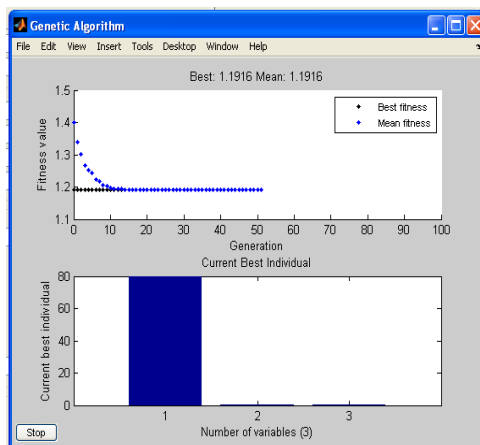 Genetic Algorithm
File Edit View Insert Tools Desktop Window Help
Best: 1.1916 Mean: 1.1916
1.5
1.4
1.3
1.2
1.1
Fitness value
Best fitness
Mean fitness
0 10 20 30 40 50 60 70 80 90 100
Generation
Current Best Individual
80
60
40
20
0
Current best individual
1 2 3
Number of variables (3)
Stop